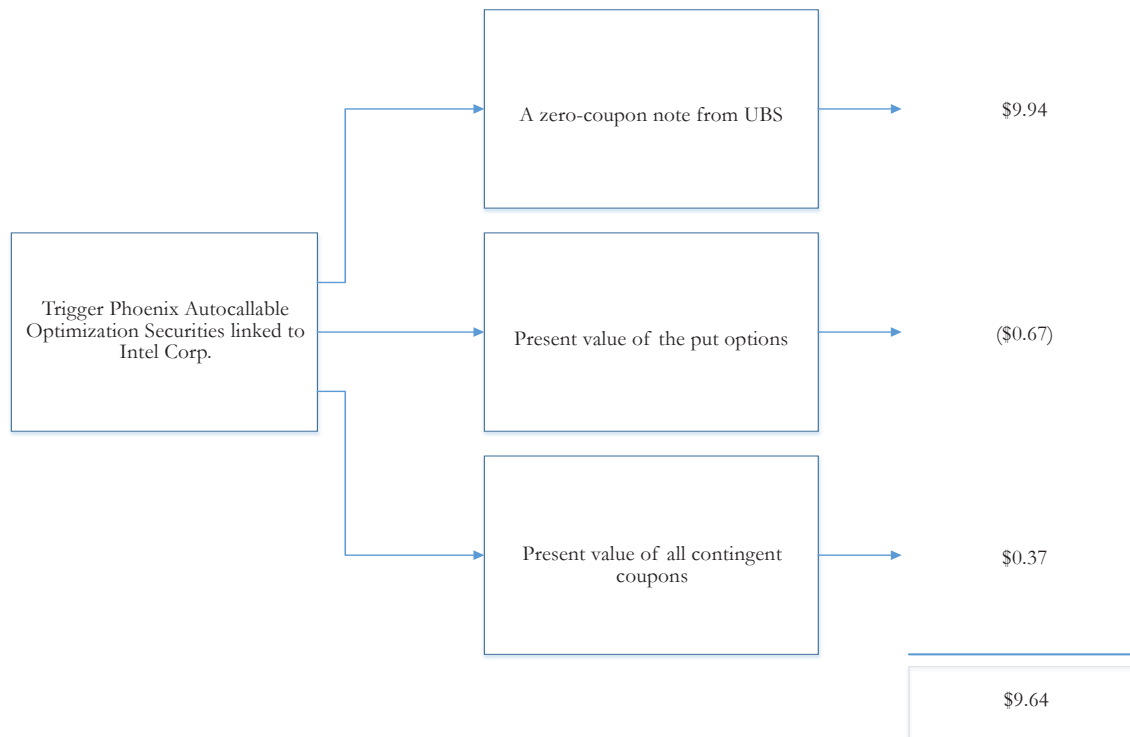 A zero-coupon note from UBS
$9.94
Trigger Phoenix Autocallable
Optimization Securities linked to
Intel Corp.
Present value of the put options
($0.67)
Present value of all contingent
coupons
$0.37
$9.64